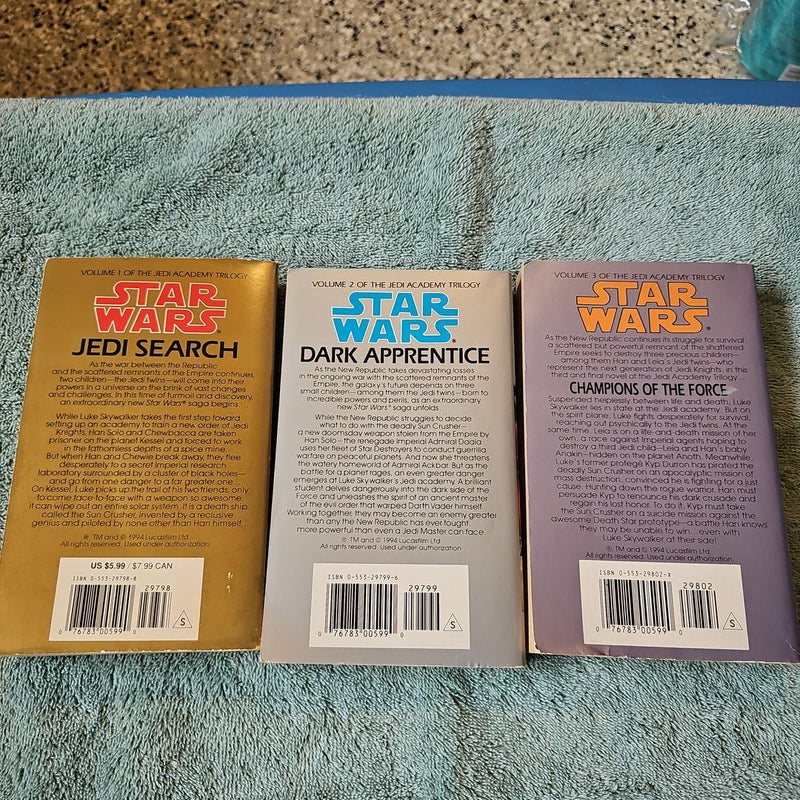 VOLUME 1 OF THE JEDI ACADEMY TRILOGY
STAR
WARS®
JEDI SEARCH
As the war between the Republic
and the scattered remnants of the Empire continues,
two children—the Jedi twins—will come into their
powers in a universe on the brink of vast changes
and challenges. In this time of turmoil and discovery,
an extraordinary new Star Wars® saga begins....
While Luke Skywalker takes the first step toward
setting up an academy to train a new order of Jedi
Knights, Han Solo and Chewbacca are taken
prisoner on the planet Kessel and forced to work
in the fathomless depths of a spice mine.
But when Han and Chewie break away, they flee
desperately to a secret Imperial research
laboratory surrounded by a cluster of black holes—
and go from one danger to a far greater one....
On Kessel, Luke picks up the trail of his two friends, only
to come face-to-face with a weapon so awesome,
it can wipe out an entire solar system. It is a death ship
called the Sun Crusher, invented by a reclusive
genius and piloted by none other than Han himself....
®, TM and © 1994 Lucasfilm Ltd.
All rights reserved. Used under authorization.
US $5.99 / $7.99 CAN
ISBN 0-553-29798-8
29798
0 76783 00599 0
S
VOLUME 2 OF THE JEDI ACADEMY TRILOGY
STAR
WARS®
DARK APPRENTICE
As the New Republic takes devastating losses
in the ongoing war with the scattered remnants of the
Empire, the galaxy's future depends on three
small children—among them the Jedi twins—born to
incredible powers and perils, as an extraordinary
new Star Wars® saga unfolds....
While the New Republic struggles to decide
what to do with the deadly Sun Crusher—
a new doomsday weapon stolen from the Empire by
Han Solo—the renegade Imperial Admiral Daala
uses her fleet of Star Destroyers to conduct guerrilla
warfare on peaceful planets. And now she threatens
the watery homeworld of Admiral Ackbar. But as the
battle for a planet rages, an even greater danger
emerges at Luke Skywalker's Jedi academy. A brilliant
student delves dangerously into the dark side of the
Force and unleashes the spirit of an ancient master
of the evil order that warped Darth Vader himself.
Working together, they may become an enemy greater
than any the New Republic has ever fought...
more powerful than even a Jedi Master can face.
®, TM and © 1994 Lucasfilm Ltd.
All rights reserved. Used under authorization.
ISBN 0-553-29799-6
29799
0 76783 00599 0
S
VOLUME 3 OF THE JEDI ACADEMY TRILOGY
STAR
WARS®
As the New Republic continues its struggle for survival,
a scattered but powerful remnant of the shattered
Empire seeks to destroy three precious children—
among them Han and Leia's Jedi twins—who
represent the next generation of Jedi Knights, in this
third and final novel of the Jedi Academy Trilogy....
CHAMPIONS OF THE FORCE
Suspended helplessly between life and death, Luke
Skywalker lies in state at the Jedi academy. But on
the spirit plane, Luke fights desperately for survival,
reaching out psychically to the Jedi twins. At the
same time, Leia is on a life-and-death mission of her
own, a race against Imperial agents hoping to
destroy a third Jedi child—Leia and Han's baby
Anakin—hidden on the planet Anoth. Meanwhile,
Luke's former protégé Kyp Durron has pirated the
deadly Sun Crusher on an apocalyptic mission of
mass destruction, convinced he is fighting for a just
cause. Hunting down the rogue warrior, Han must
persuade Kyp to renounce his dark crusade and
regain his lost honor. To do it, Kyp must take
the Sun Crusher on a suicide mission against the
awesome Death Star prototype—a battle Han knows
they may be unable to win...even with
Luke Skywalker at their side!
®, TM and © 1994 Lucasfilm Ltd.
All rights reserved. Used under authorization.
ISBN 0-553-29802-X
29802
0 76783 00599 0
S